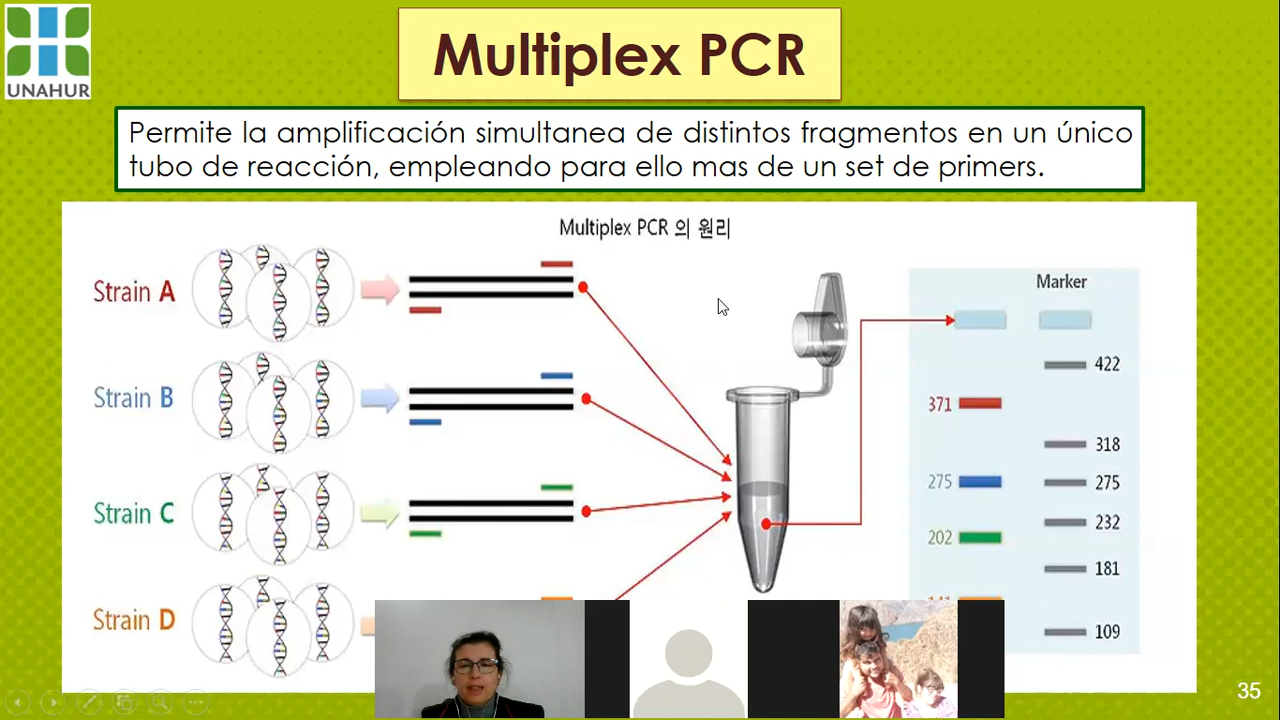 UNAHUR
Multiplex PCR
Permite la amplificación simultanea de distintos fragmentos en un único
tubo de reacción, empleando para ello mas de un set de primers.
Multiplex PCR 의 원리
Strain A
Strain B
Strain C
Strain D
Marker
422
371
318
275
275
232
202
181
109
35